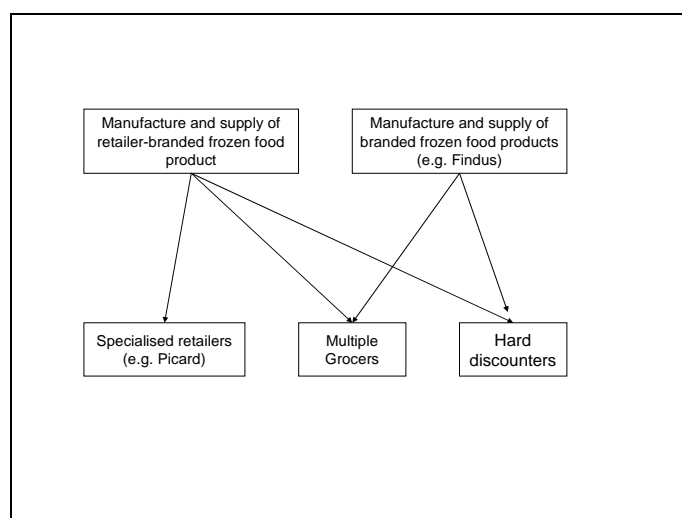 Manufacture and supply of
retailer-branded frozen food
product
Manufacture and supply of
branded frozen food products
(e.g. Findus)
Specialised retailers
(e.g. Picard)
Multiple
Grocers
Hard
discounters